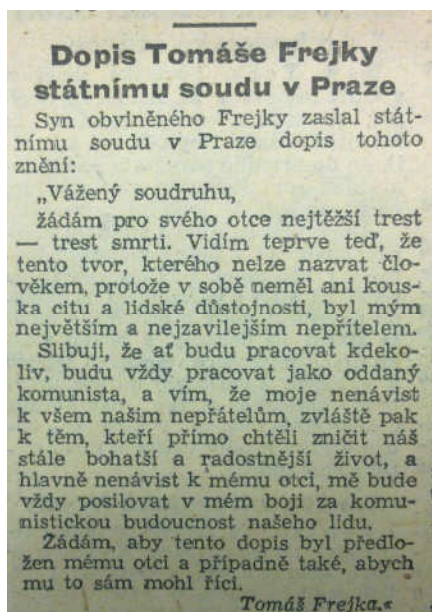 Dopis Tomáše Frejky
státnímu soudu v Praze
Syn obviněného Frejky zaslal stát-
nímu soudu v Praze dopis tohoto
znění:
„Vážený soudruhu,
žádám pro svého otce nejtěžší trest
— trest smrti. Vidím teprve teď, že
tento tvor, kterého nelze nazvat člo-
věkem, protože v sobě neměl ani kous-
ka citu a lidské důstojnosti, byl mým
největším a nejzavilejším nepřítelem.
Slibuji, že ať budu pracovat kdeko-
liv, budu vždy pracovat jako oddaný
komunista, a vím, že moje nenávist
k všem našim nepřátelům, zvláště pak
k těm, kteří přímo chtěli zničit náš
stále bohatší a radostnější život, a
hlavně nenávist k mému otci, mě bude
vždy posilovat v mém boji za komu-
nistickou budoucnost našeho lidu.
Žádám, aby tento dopis byl předlo-
žen mému otci a případně také, abych
mu to sám mohl říci.
Tomáš Frejka.«